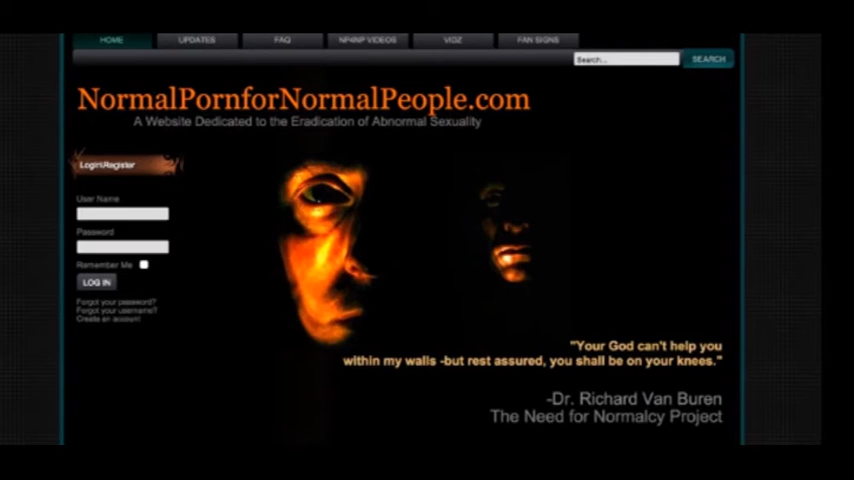 HOME UPDATES FAQ NP4NP VIDEOS VIDZ FAN SIGNS
Search... SEARCH
NormalPornforNormalPeople.com
A Website Dedicated to the Eradication of Abnormal Sexuality
Login\Register
User Name
Password
Remember Me
LOG IN
Forgot your password?
Forgot your username?
Create an account
"Your God can't help you
within my walls -but rest assured, you shall be on your knees."
-Dr. Richard Van Buren
The Need for Normalcy Project